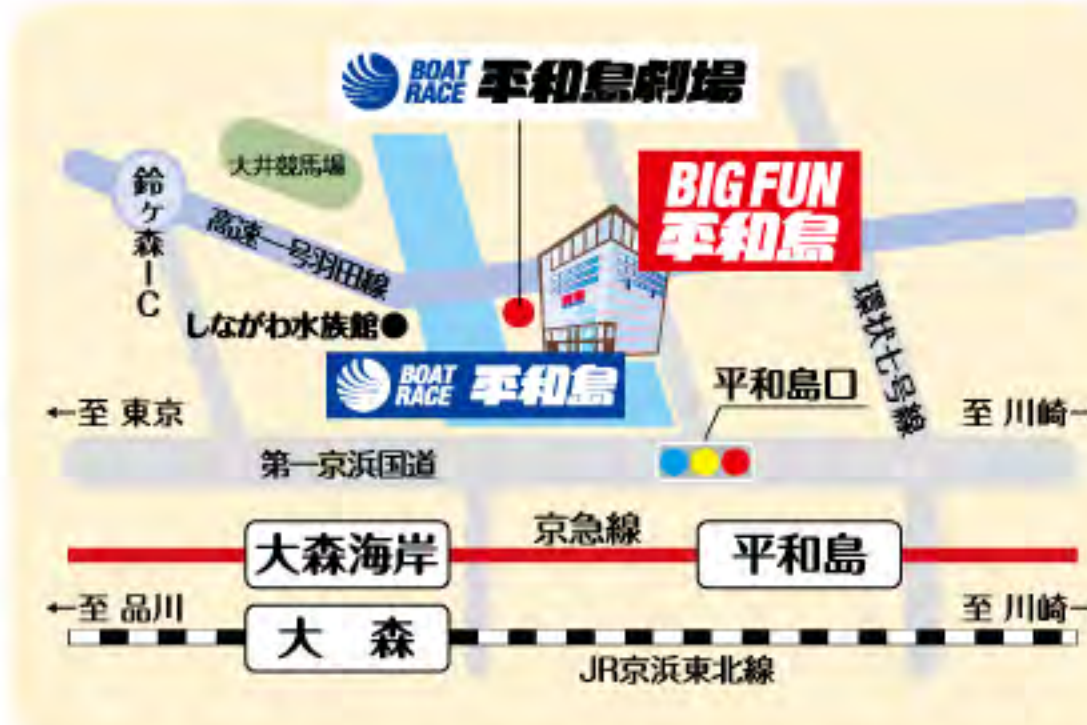 BOAT RACE 平和島劇場
大井競馬場
BIG FUN
平和島
鈴ヶ森IC
高速一号羽田線
しながわ水族館
環状七号線
BOAT RACE 平和島
平和島口
←至 東京
至 川崎→
第一京浜国道
京急線
大森海岸
平和島
←至 品川
至 川崎→
大 森
JR京浜東北線